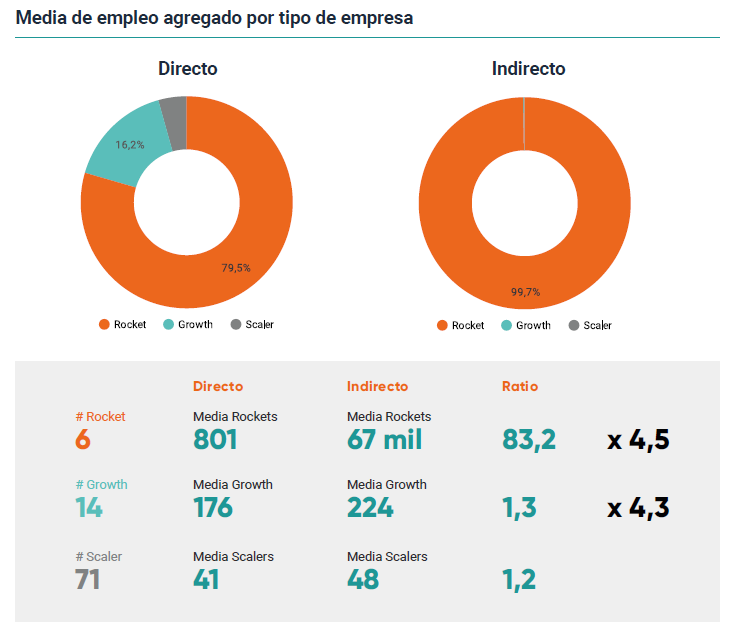 Media de empleo agregado por tipo de empresa
Directo
Indirecto
16,2%
79,5%
99,7%
Rocket Growth Scaler
Rocket Growth Scaler
Directo Indirecto Ratio
# Rocket Media Rockets Media Rockets
6 801 67 mil 83,2 x 4,5
# Growth Media Growth Media Growth
14 176 224 1,3 x 4,3
# Scaler Media Scalers Media Scalers
71 41 48 1,2